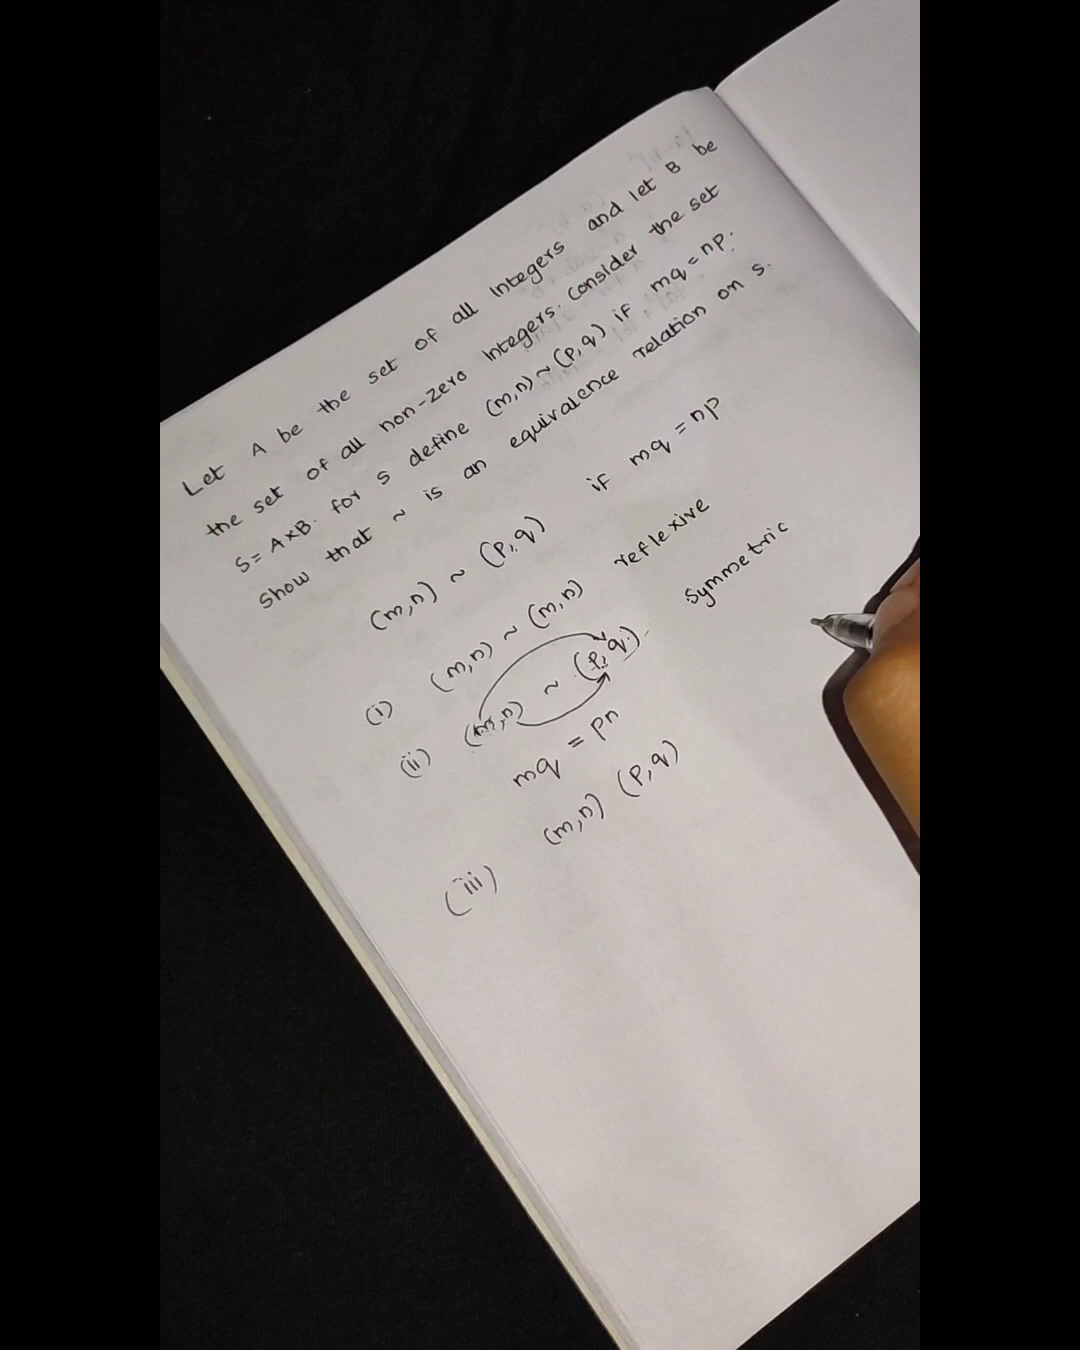 Let A be the set of all integers and let B be
the set of all non-zero integers. consider the set
S = A×B. for S define (m,n) ~ (p,q) if mq = np.
Show that ~ is an equivalence relation on S.
(m,n) ~ (p,q) if mq = np
(i) (m,n) ~ (m,n) reflexive
(ii) (m,n) ~ (p,q). symmetric
mq = pn
(iii) (m,n) (p,q)